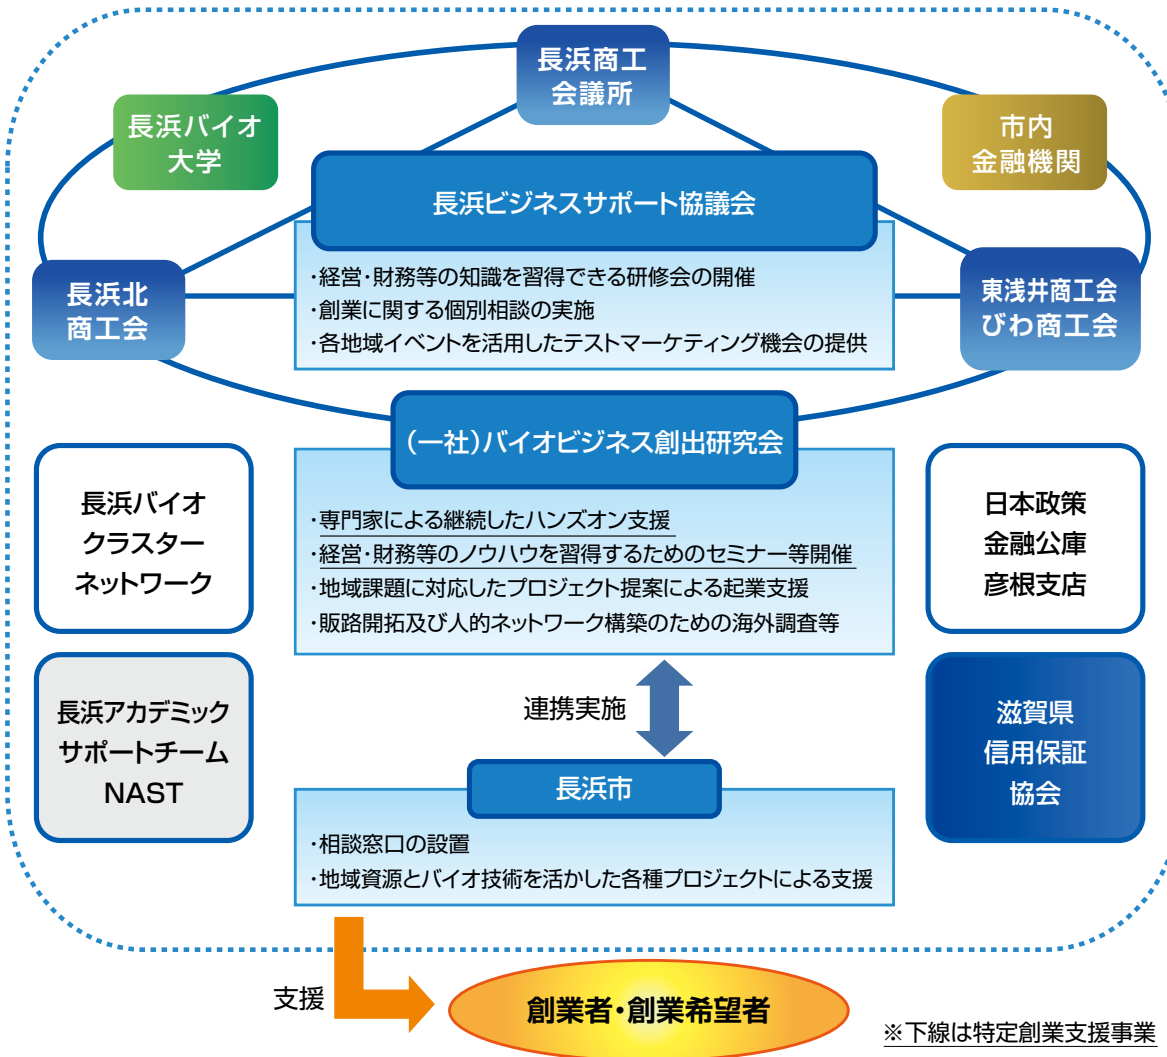 長浜商工
会議所
長浜バイオ
大学
市内
金融機関
長浜ビジネスサポート協議会
・経営・財務等の知識を習得できる研修会の開催
・創業に関する個別相談の実施
・各地域イベントを活用したテストマーケティング機会の提供
長浜北
商工会
東浅井商工会
びわ商工会
（一社）バイオビジネス創出研究会
・専門家による継続したハンズオン支援
・経営・財務等のノウハウを習得するためのセミナー等開催
・地域課題に対応したプロジェクト提案による起業支援
・販路開拓及び人的ネットワーク構築のための海外調査等
長浜バイオ
クラスター
ネットワーク
日本政策
金融公庫
彦根支店
長浜アカデミック
サポートチーム
NAST
滋賀県
信用保証
協会
連携実施
長浜市
・相談窓口の設置
・地域資源とバイオ技術を活かした各種プロジェクトによる支援
支援
創業者・創業希望者
※下線は特定創業支援事業